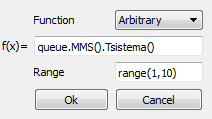 Function Arbitrary
f(x)= queue.MMS().Tsistema()
Range range(1,10)
Ok Cancel